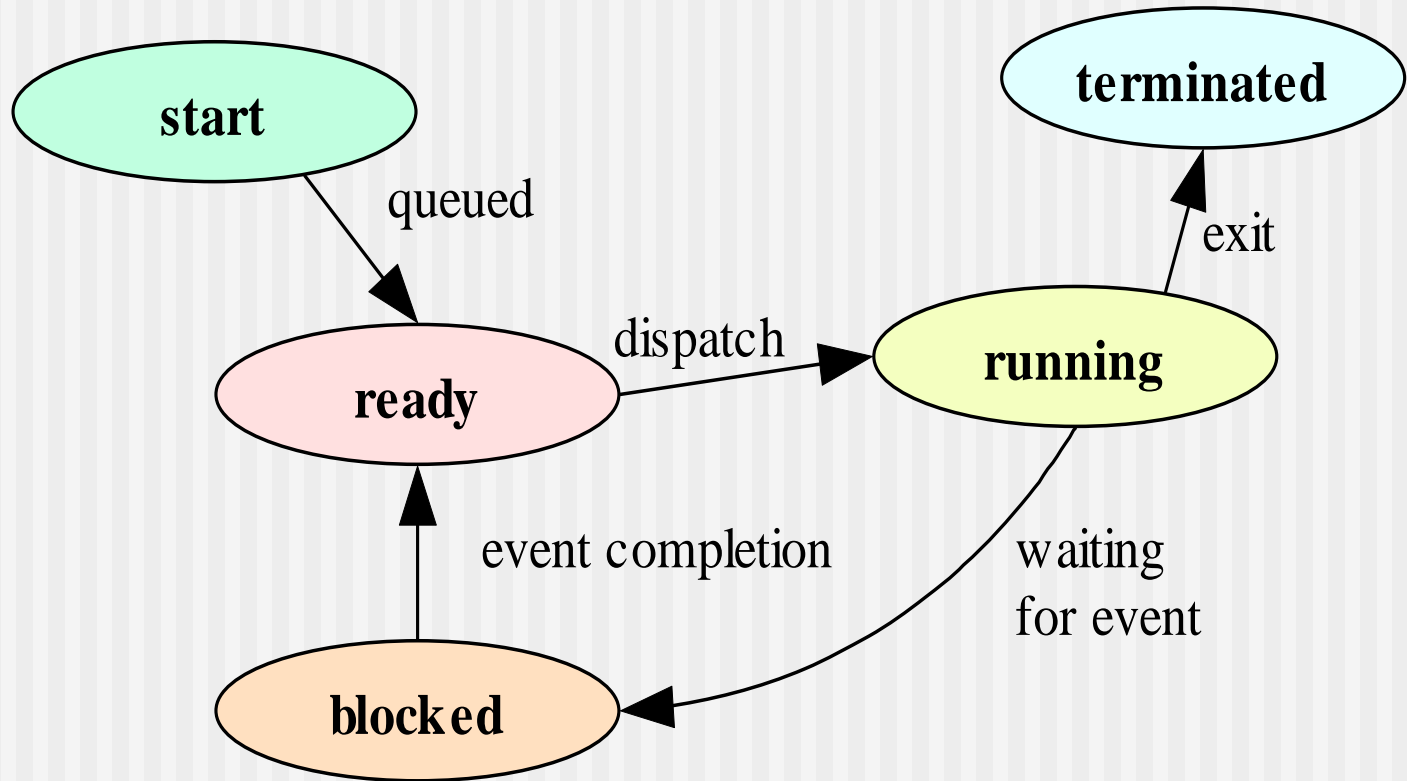 start
terminated
queued
exit
dispatch
running
ready
event completion
waiting
for event
blocked